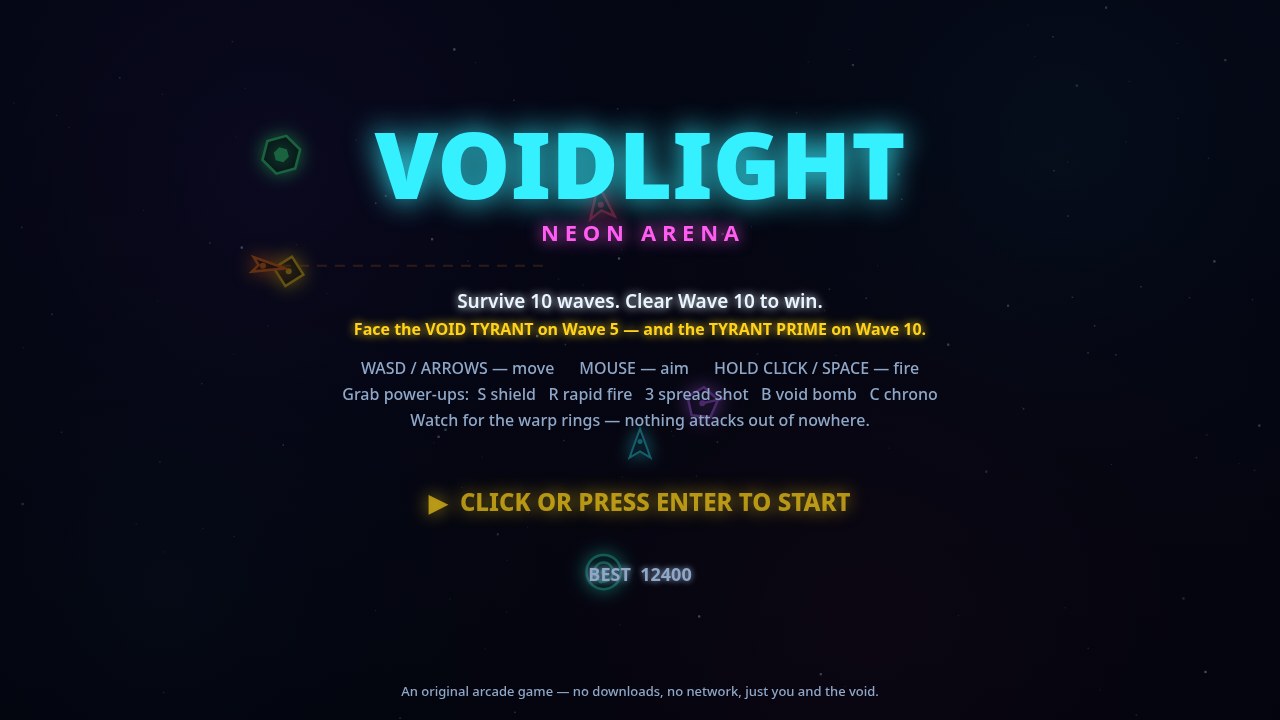 VOIDLIGHT
NEON ARENA
Survive 10 waves. Clear Wave 10 to win.
Face the VOID TYRANT on Wave 5 — and the TYRANT PRIME on Wave 10.
WASD / ARROWS — move MOUSE — aim HOLD CLICK / SPACE — fire
Grab power-ups: S shield R rapid fire 3 spread shot B void bomb C chrono
Watch for the warp rings — nothing attacks out of nowhere.
▶ CLICK OR PRESS ENTER TO START
BEST 12400
An original arcade game — no downloads, no network, just you and the void.